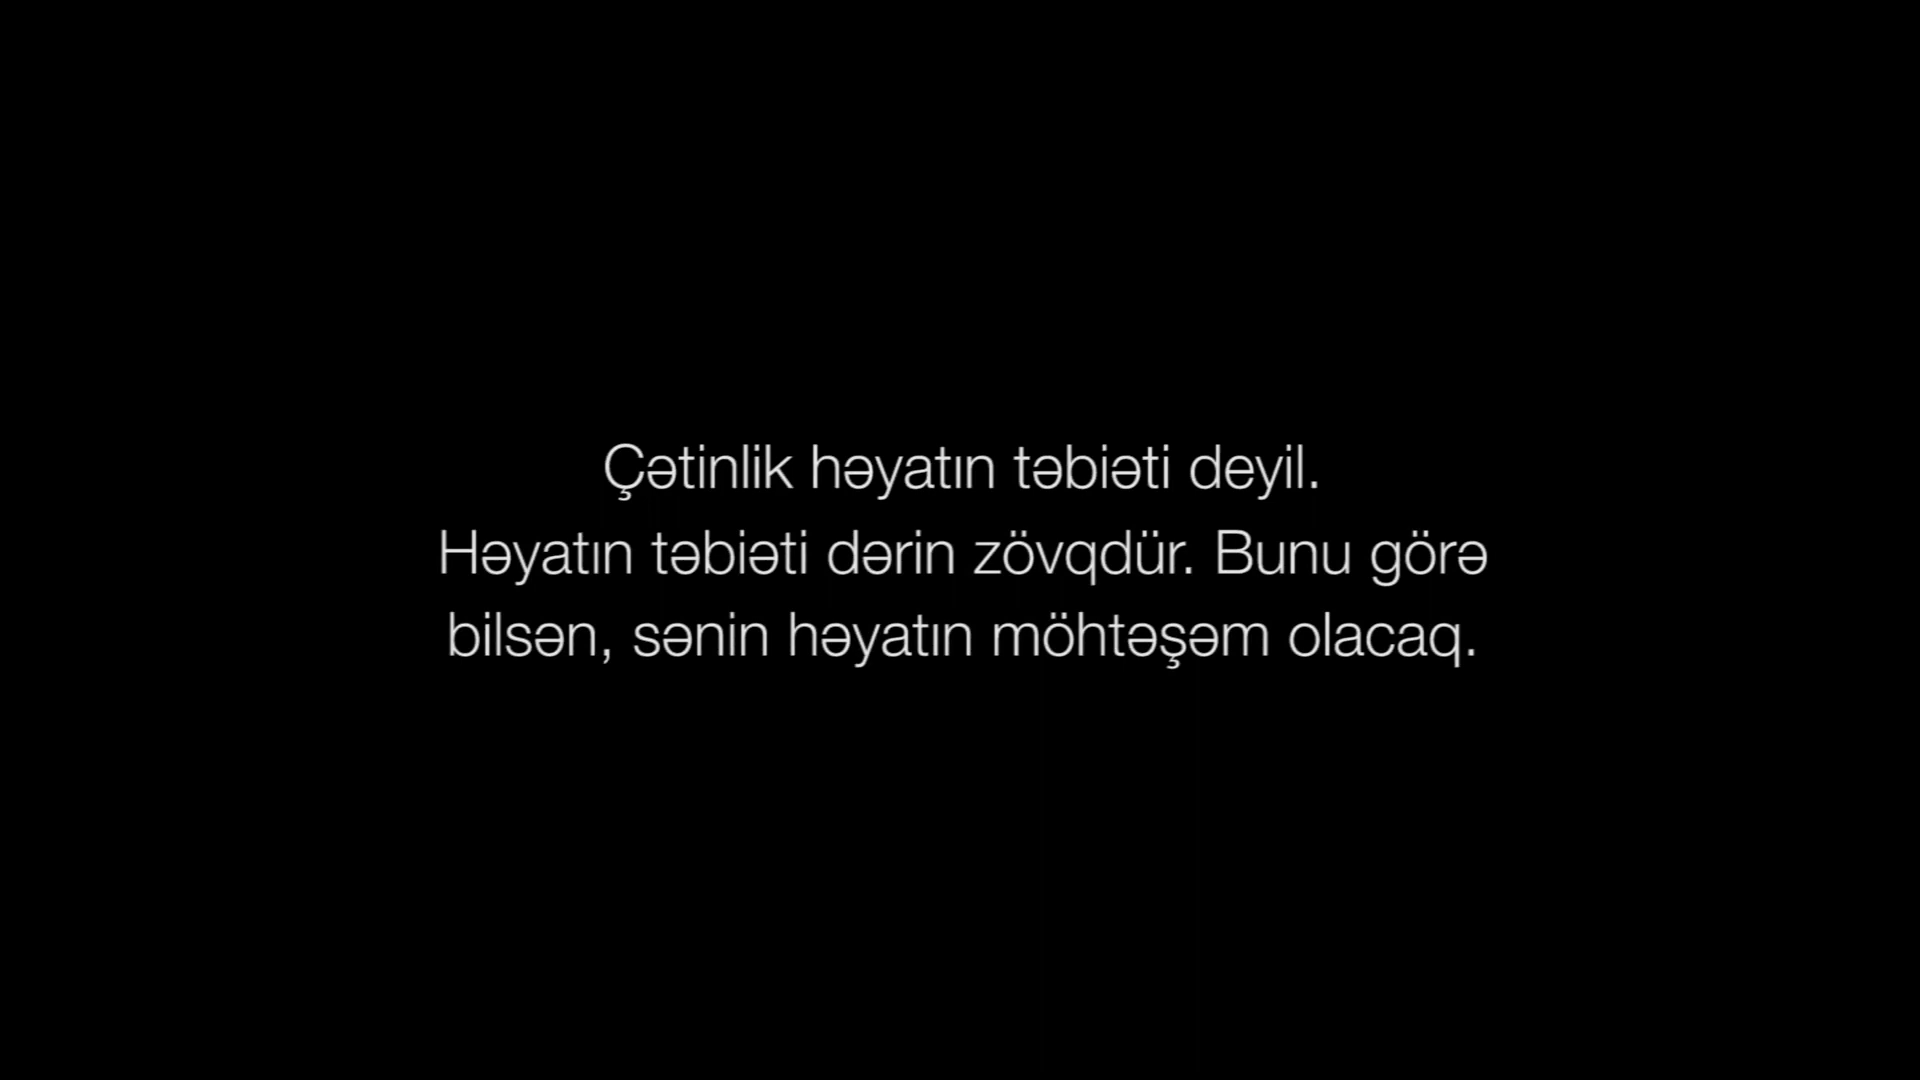 Çətinlik həyatın təbiəti deyil.
Həyatın təbiəti dərin zövqdür. Bunu görə
bilsən, sənin həyatın möhtəşəm olacaq.